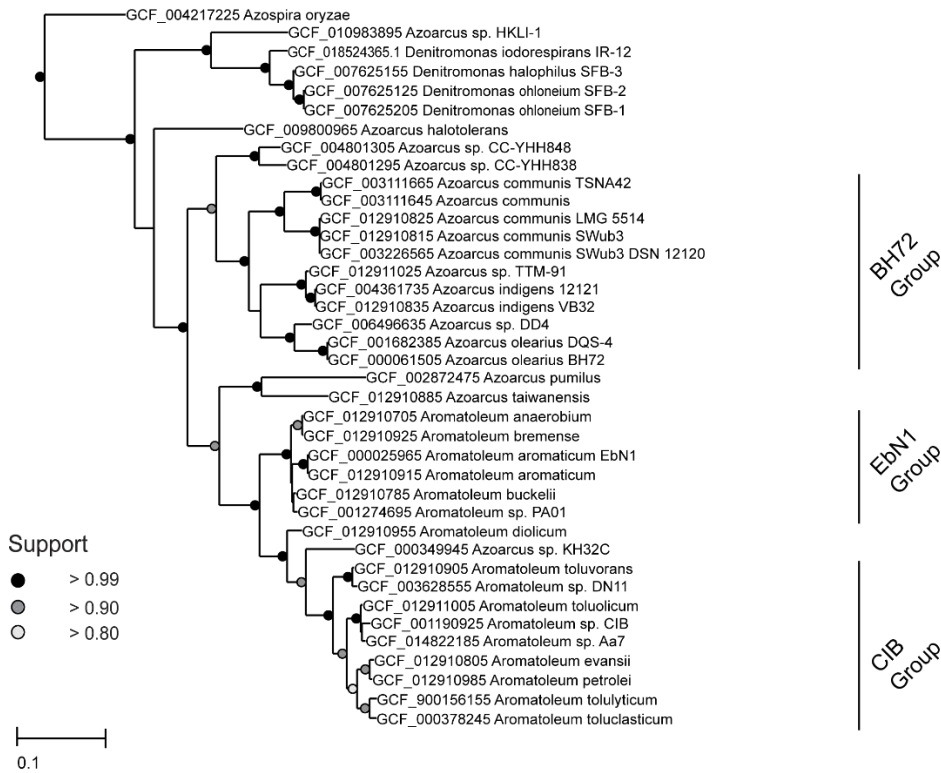 GCF_004217225 Azospira oryzae
GCF_010983895 Azoarcus sp. HKLI-1
GCF_018524365.1 Denitromonas iodorespirans IR-12
GCF_007625155 Denitromonas halophilus SFB-3
GCF_007625125 Denitromonas ohloneium SFB-2
GCF_007625205 Denitromonas ohloneium SFB-1
GCF_009800965 Azoarcus halotolerans
GCF_004801305 Azoarcus sp. CC-YHH848
GCF_004801295 Azoarcus sp. CC-YHH838
GCF_003111665 Azoarcus communis TSNA42
GCF_003111645 Azoarcus communis
GCF_012910825 Azoarcus communis LMG 5514
GCF_012910815 Azoarcus communis SWub3
GCF_003226565 Azoarcus communis SWub3 DSN 12120
GCF_012911025 Azoarcus sp. TTM-91
GCF_004361735 Azoarcus indigens 12121
GCF_012910835 Azoarcus indigens VB32
GCF_006496635 Azoarcus sp. DD4
GCF_001682385 Azoarcus olearius DQS-4
GCF_000061505 Azoarcus olearius BH72
BH72
Group
GCF_002872475 Azoarcus pumilus
GCF_012910885 Azoarcus taiwanensis
GCF_012910705 Aromatoleum anaerobium
GCF_012910925 Aromatoleum bremense
GCF_000025965 Aromatoleum aromaticum EbN1
GCF_012910915 Aromatoleum aromaticum
GCF_012910785 Aromatoleum buckelii
GCF_001274695 Aromatoleum sp. PA01
EbN1
Group
GCF_012910955 Aromatoleum diolicum
GCF_000349945 Azoarcus sp. KH32C
GCF_012910905 Aromatoleum toluvorans
GCF_003628555 Aromatoleum sp. DN11
GCF_012911005 Aromatoleum toluolicum
GCF_001190925 Aromatoleum sp. CIB
GCF_014822185 Aromatoleum sp. Aa7
GCF_012910805 Aromatoleum evansii
GCF_012910985 Aromatoleum petrolei
GCF_900156155 Aromatoleum tolulyticum
GCF_000378245 Aromatoleum toluclasticum
CIB
Group
Support
> 0.99
> 0.90
> 0.80
0.1